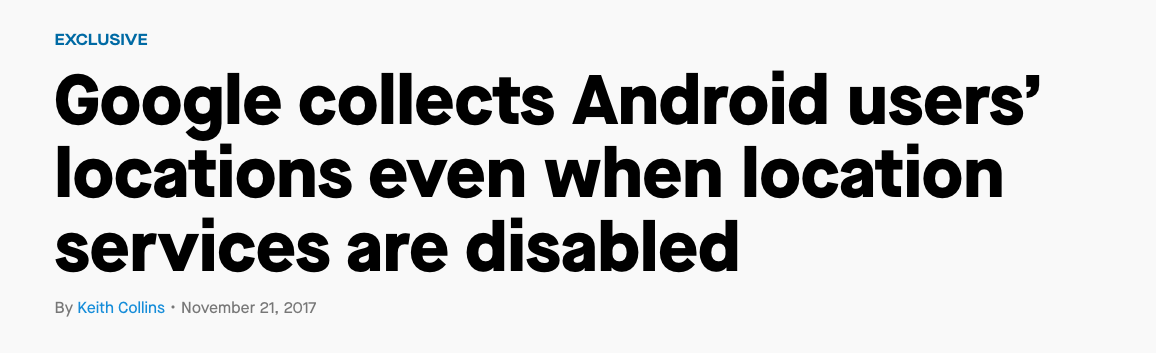 EXCLUSIVE
Google collects Android users’
locations even when location
services are disabled
By Keith Collins • November 21, 2017